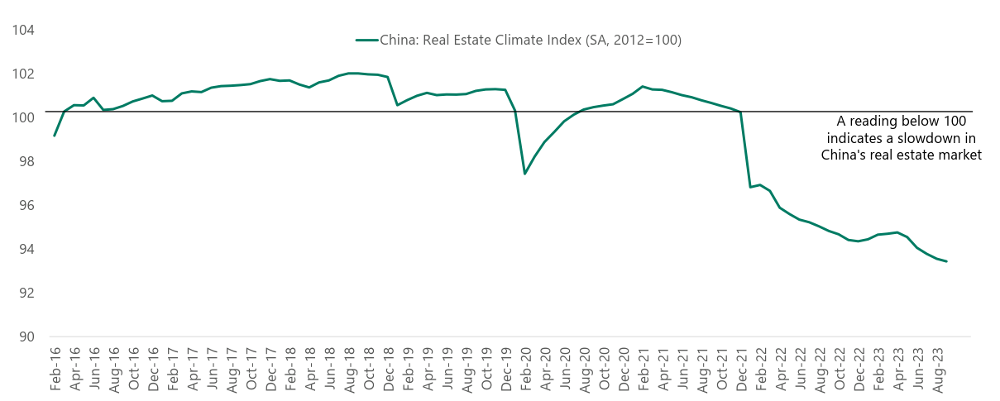 104
China: Real Estate Climate Index (SA, 2012=100)
102
100
A reading below 100
indicates a slowdown in
China's real estate market
98
96
94
92
90
Feb-16
Apr-16
Jun-16
Aug-16
Oct-16
Dec-16
Feb-17
Apr-17
Jun-17
Aug-17
Oct-17
Dec-17
Feb-18
Apr-18
Jun-18
Aug-18
Oct-18
Dec-18
Feb-19
Apr-19
Jun-19
Aug-19
Oct-19
Dec-19
Feb-20
Apr-20
Jun-20
Aug-20
Oct-20
Dec-20
Feb-21
Apr-21
Jun-21
Aug-21
Oct-21
Dec-21
Feb-22
Apr-22
Jun-22
Aug-22
Oct-22
Dec-22
Feb-23
Apr-23
Jun-23
Aug-23